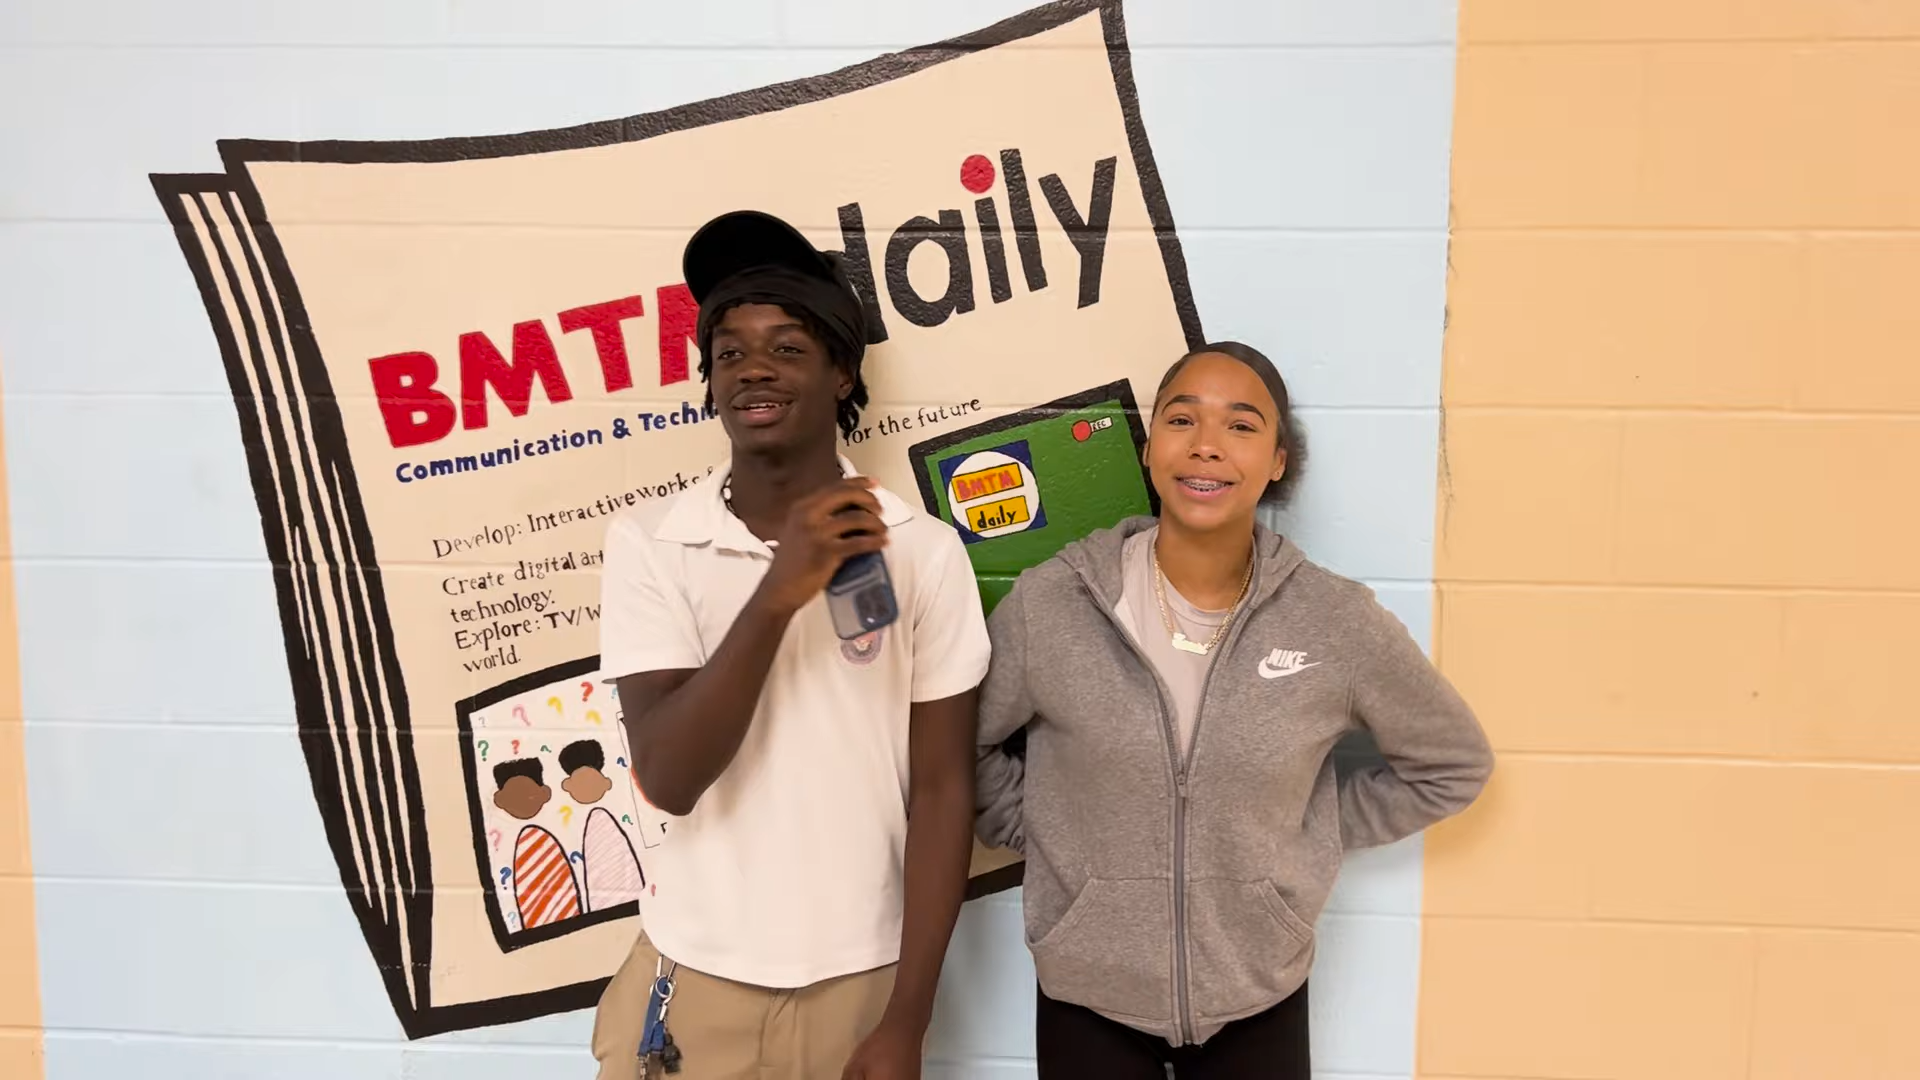 daily
BMTM
Communication & Techn
for the future
REC
BMTM
daily
Develop: Interactive works
Create digital art
technology.
Explore: TV/W
world.
NIKE